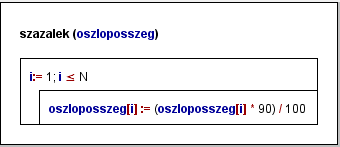 szazalek (oszloposszeg)
i:= 1; i ≤ N
oszloposszeg[i] := (oszloposszeg[i] * 90) / 100